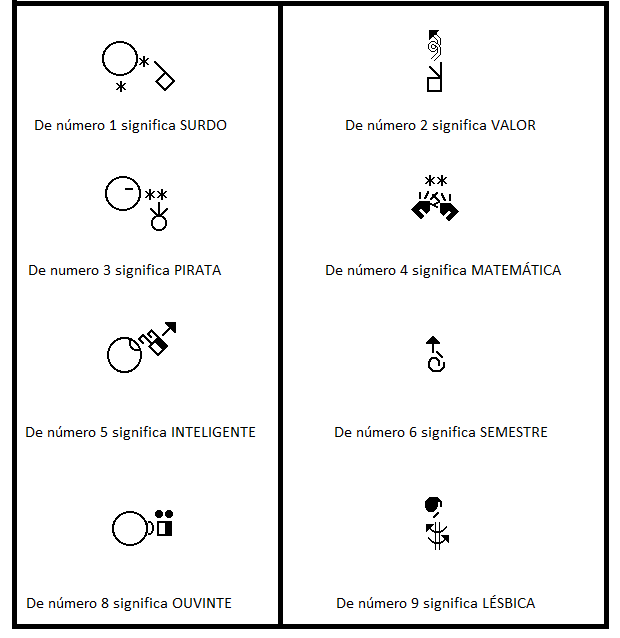 De número 1 significa SURDO
De número 2 significa VALOR
De numero 3 significa PIRATA
De número 4 significa MATEMÁTICA
De número 5 significa INTELIGENTE
De número 6 significa SEMESTRE
De número 8 significa OUVINTE
De número 9 significa LÉSBICA